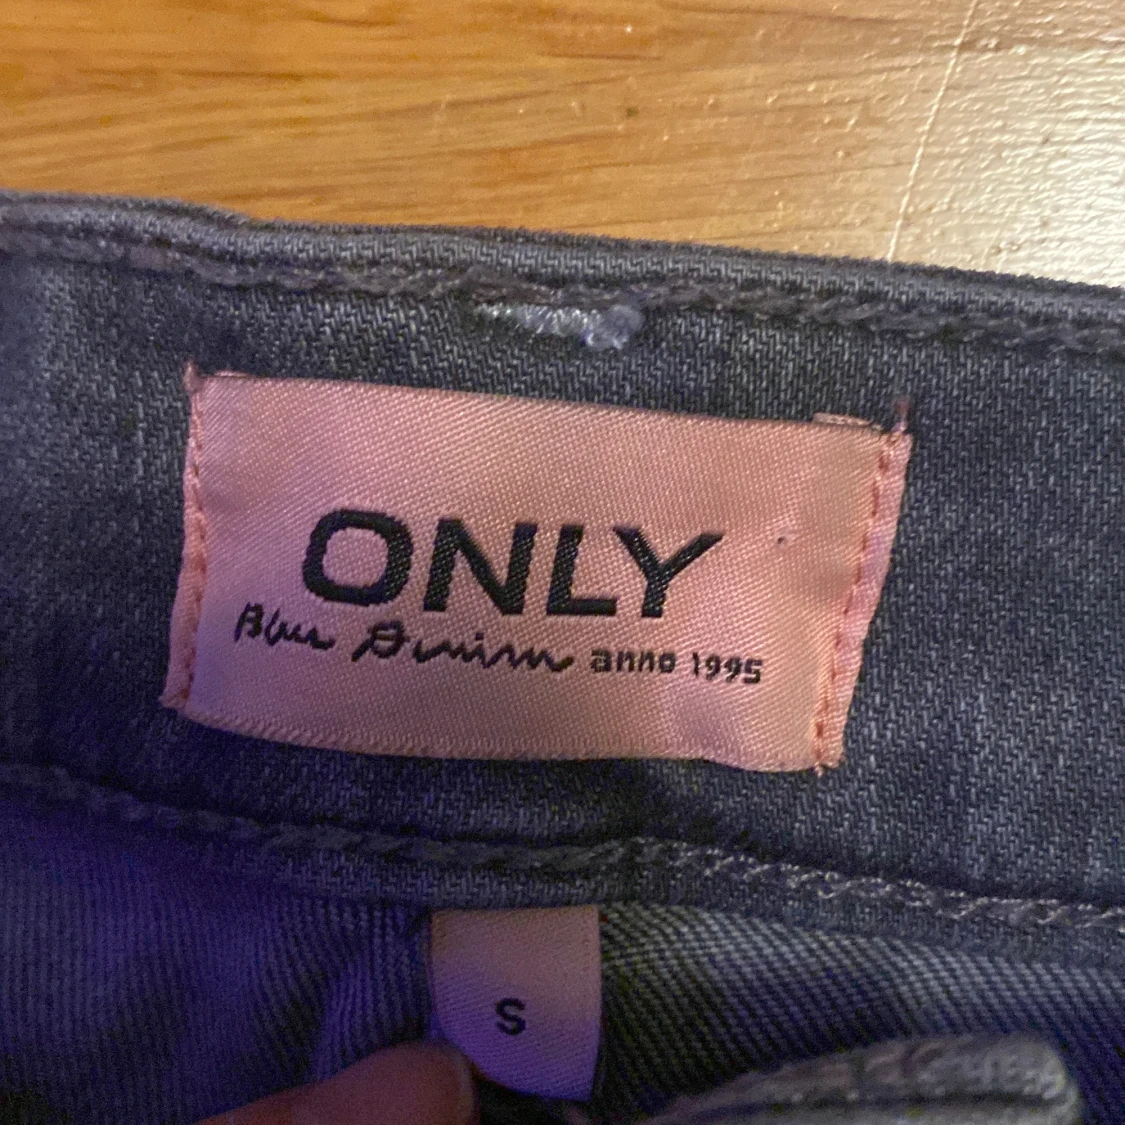 ONLY
Blue Denim anno 1995
S